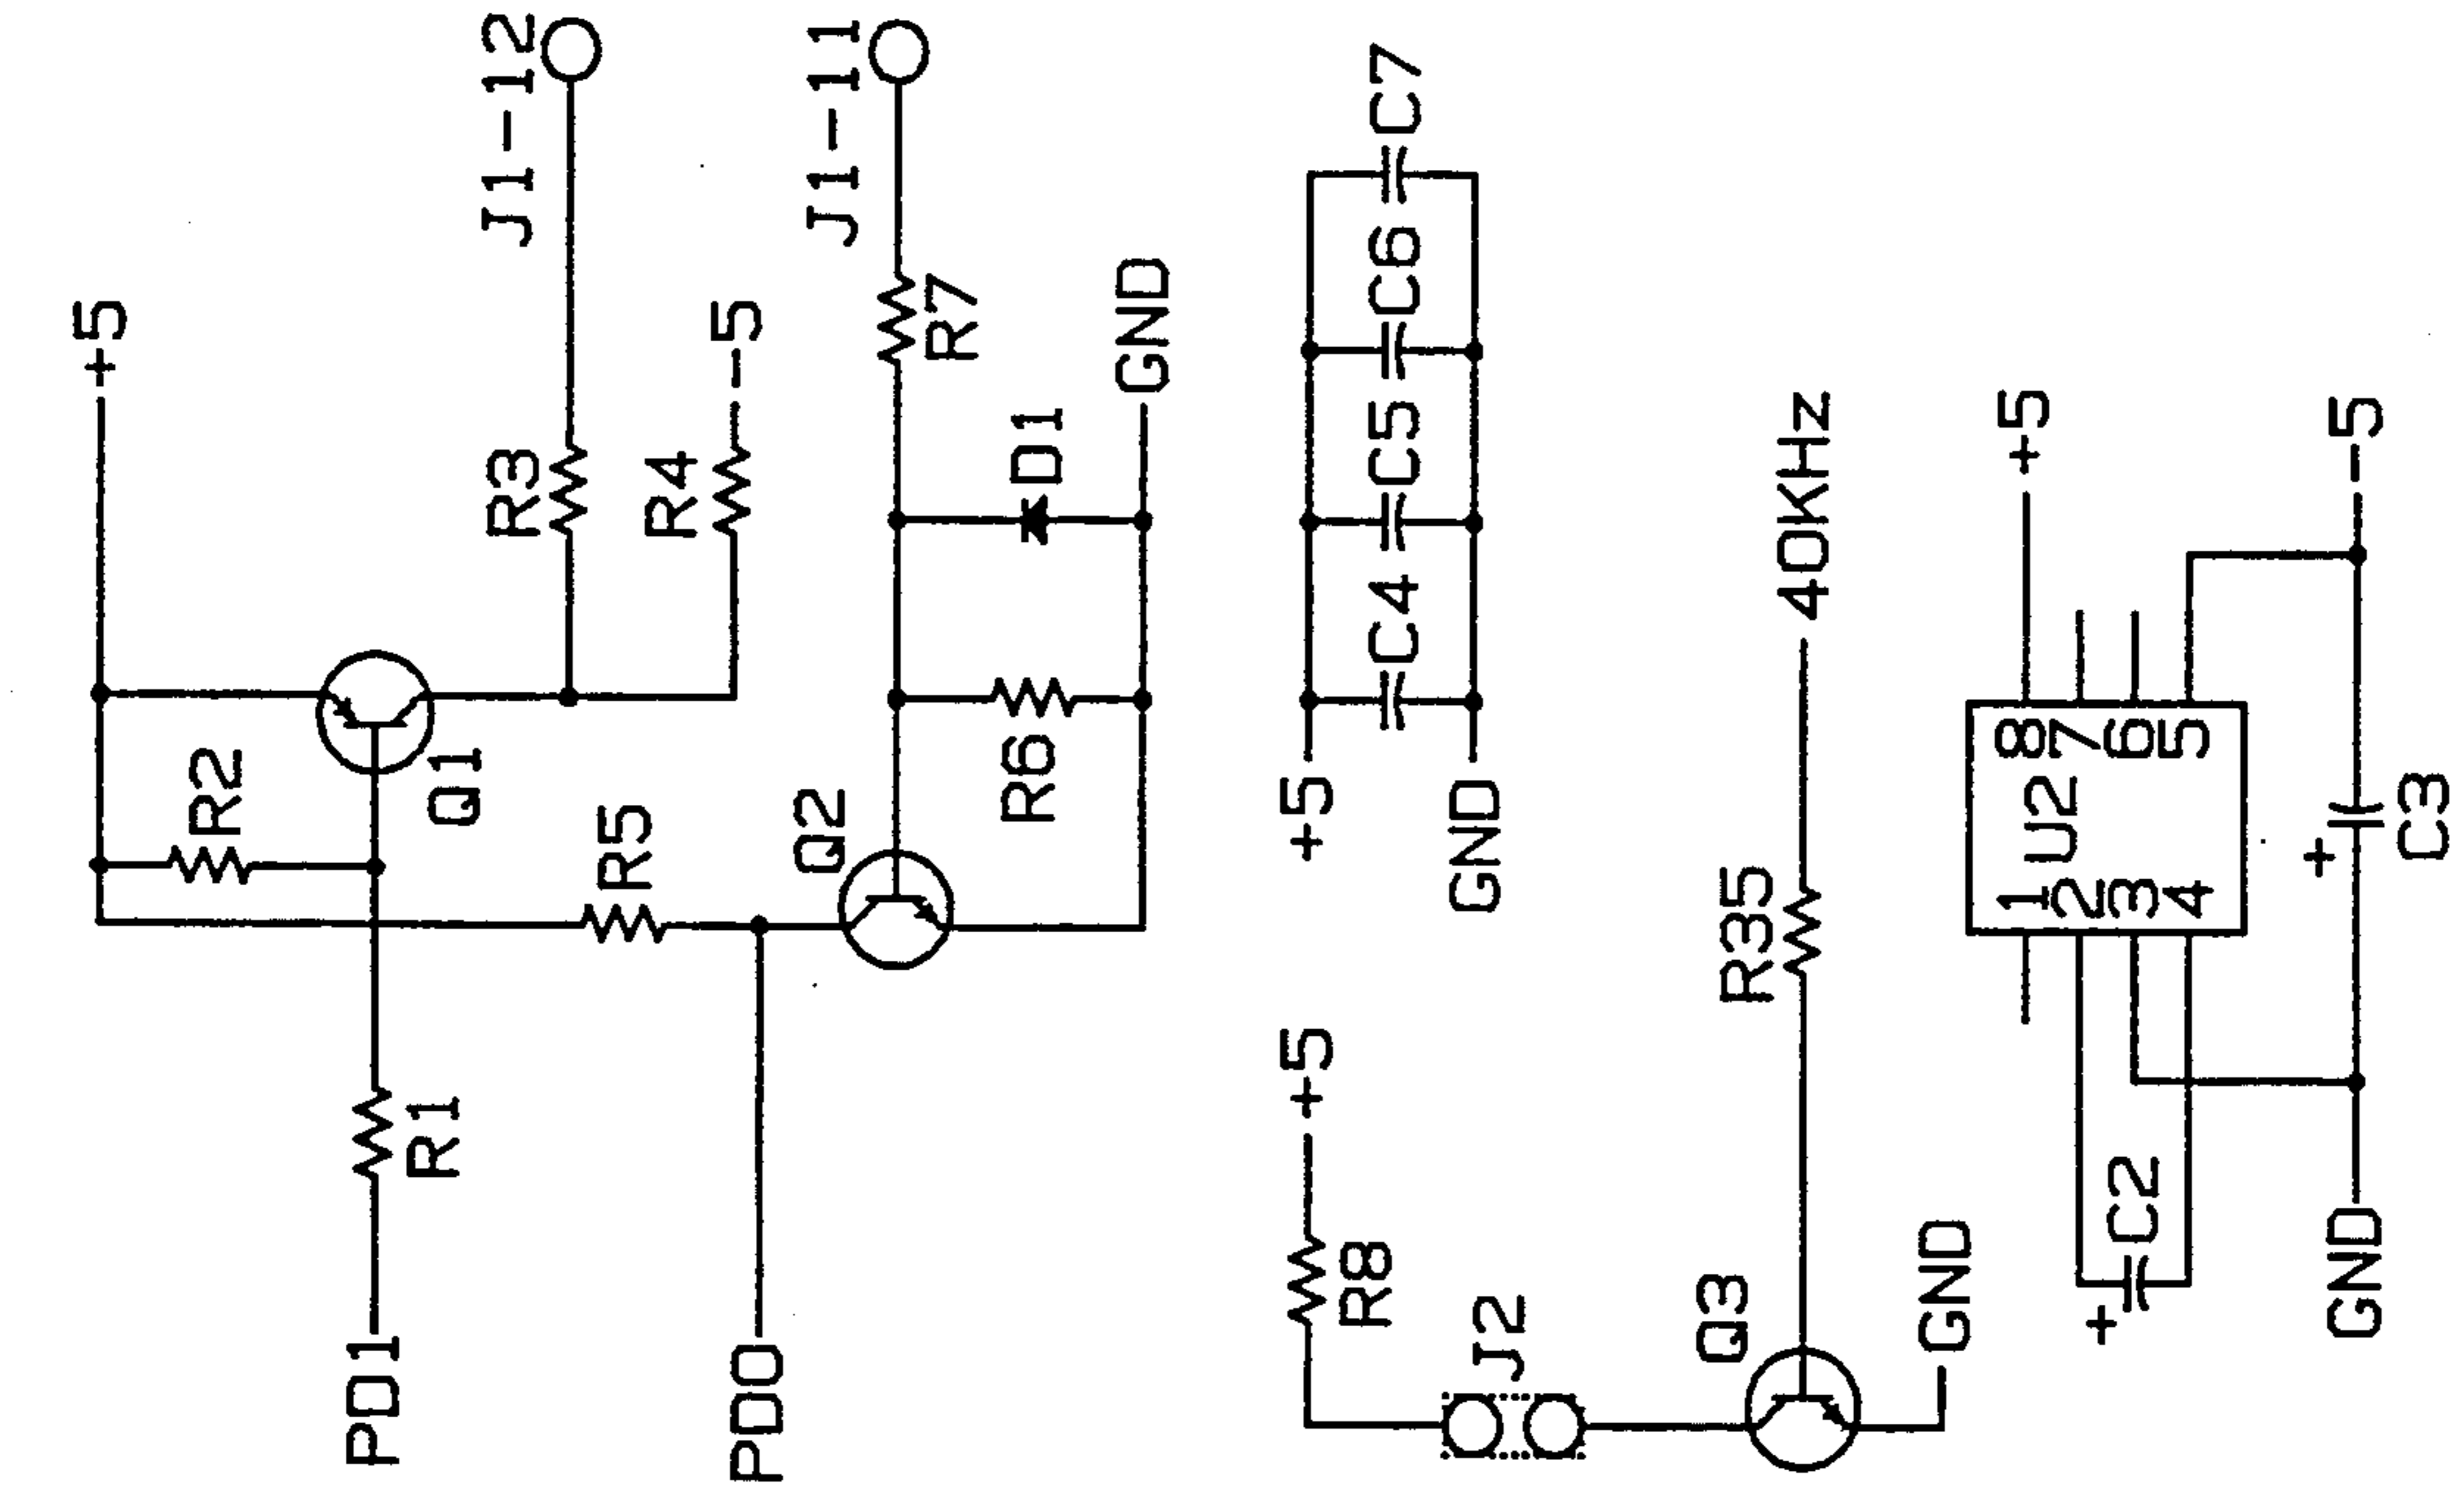 +5
J1-12
R3
R4
-5
R2
Q1
R1
PD1
R5
PD0
Q2
J1-11
R7
D1
R6
GND
+5
GND
C4
C5
C6
C7
+5
R8
J2
Q3
GND
R35
40KHz
+5
8
7
6
5
U2
1
2
3
4
+
C2
+
C3
-5
GND